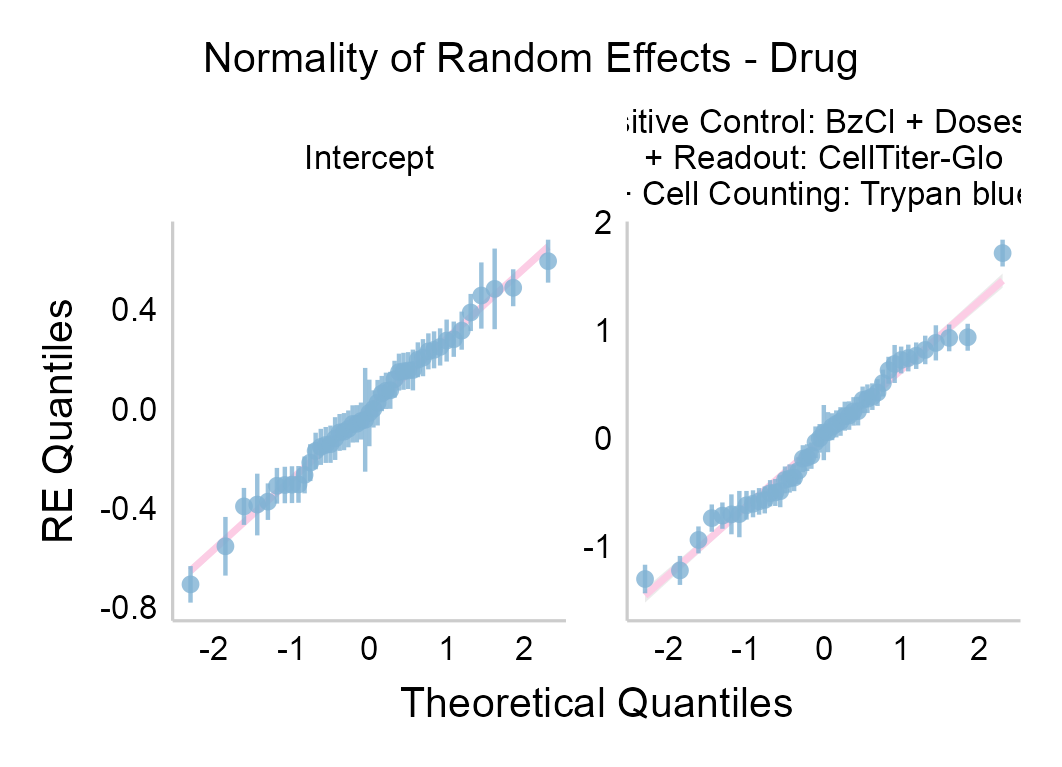 Normality of Random Effects - Drug
Intercept
sitive Control: BzCl + Doses
+ Readout: CellTiter-Glo
Cell Counting: Trypan blue
RE Quantiles
0.4
0.0
-0.4
-0.8
2
1
0
-1
-2 -1 0 1 2
-2 -1 0 1 2
Theoretical Quantiles